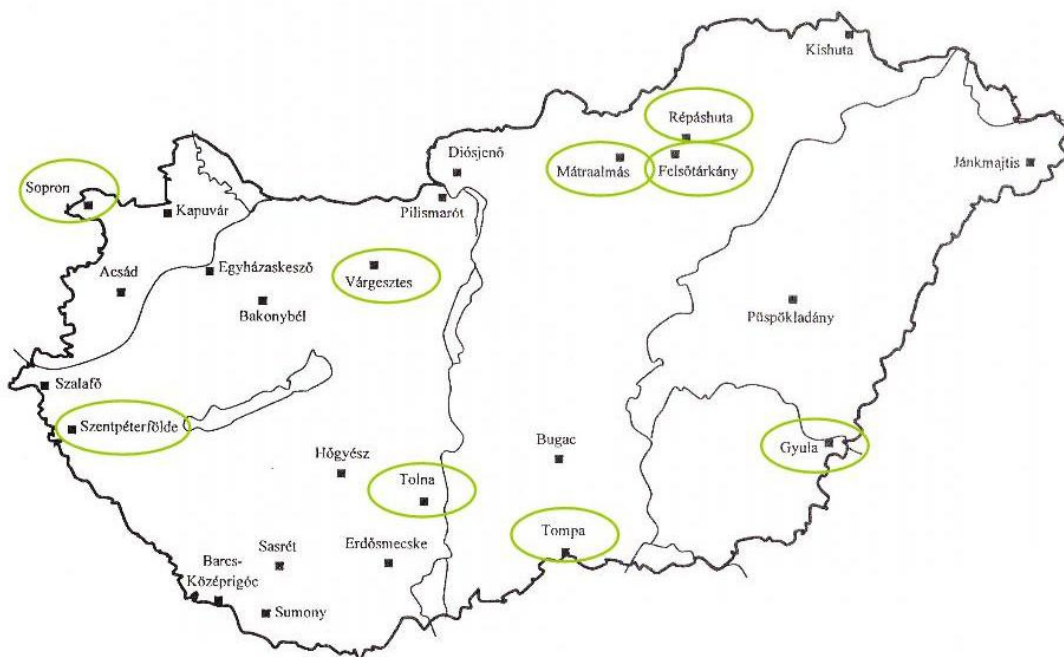 Kishuta
Répáshuta
Diósjenő
Mátraalmás
Felsőtárkány
Jánkmajtis
Sopron
Kapuvár
Pilismarót
Acsád
Egyházaskesző
Várgesztes
Bakonybél
Püspökladány
Szalafő
Szentpéterfölde
Hőgyész
Tolna
Bugac
Gyula
Tompa
Sasrét
Erdősmecske
Barcs-
Középrigóc
Sumony